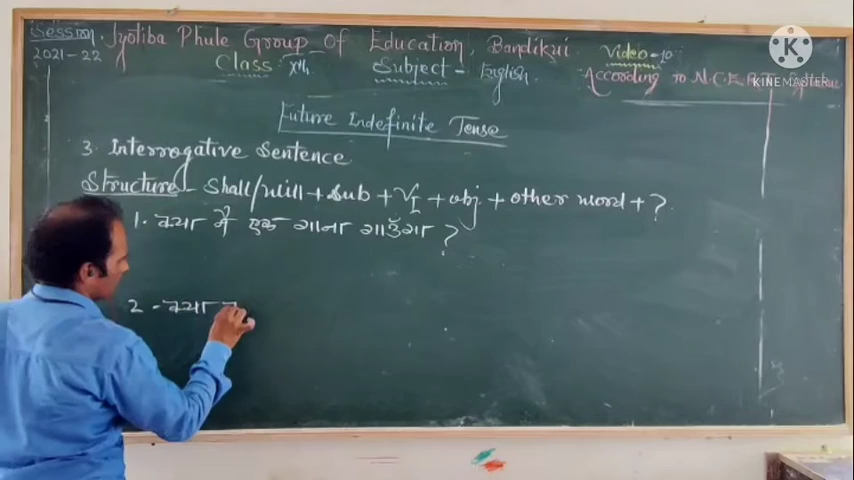 Session. Jyotiba Phule Group Of Education, Bandikui Video-10
2021-22 Class: Xth Subject - English. According to N.C.E.R.T.
KINEMASTER
Future Indefinite Tense
3. Interrogative Sentence
Structure - Shall/will + sub + V1 + obj + other word + ?
1. क्या मैं एक गाना गाउँगा ?
2 - क्या